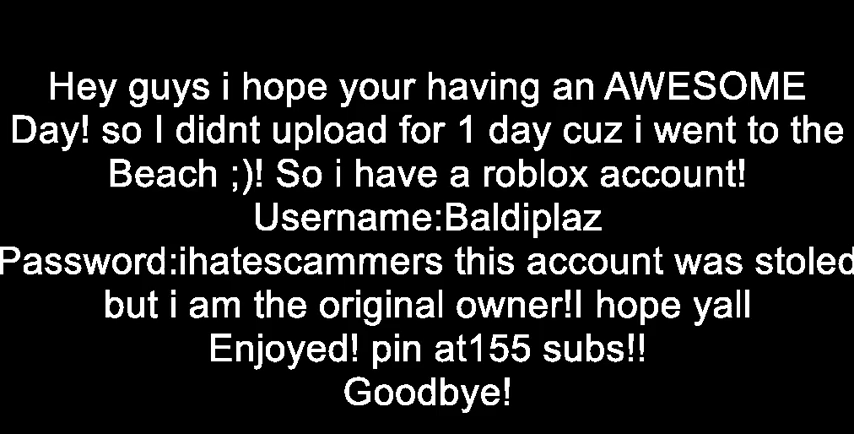 Hey guys i hope your having an AWESOME
Day! so I didnt upload for 1 day cuz i went to the
Beach ;)! So i have a roblox account!
Username:Baldiplaz
Password:ihatescammers this account was stoled
but i am the original owner!I hope yall
Enjoyed! pin at155 subs!!
Goodbye!